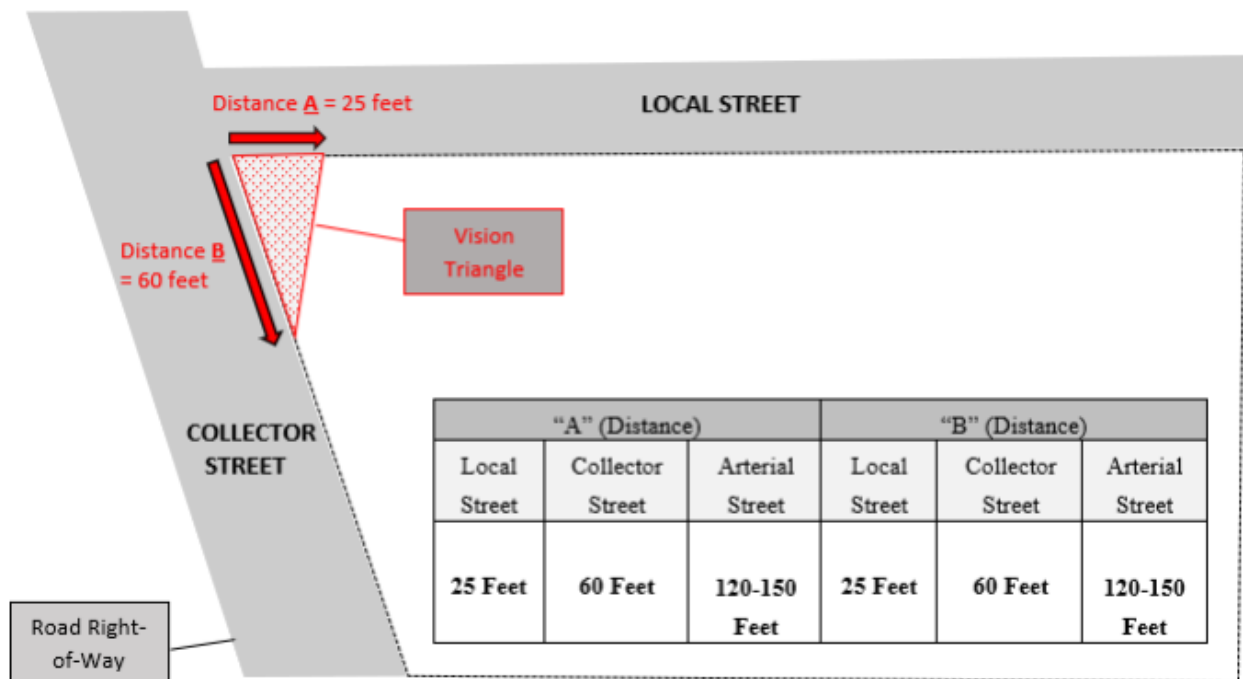 Distance A = 25 feet
LOCAL STREET
Distance B
= 60 feet
Vision
Triangle
COLLECTOR
STREET
“A” (Distance) “B” (Distance)
Local Collector Arterial Local Collector Arterial
Street Street Street Street Street Street
25 Feet 60 Feet 120-150 25 Feet 60 Feet 120-150
Feet Feet
Road Right-
of-Way